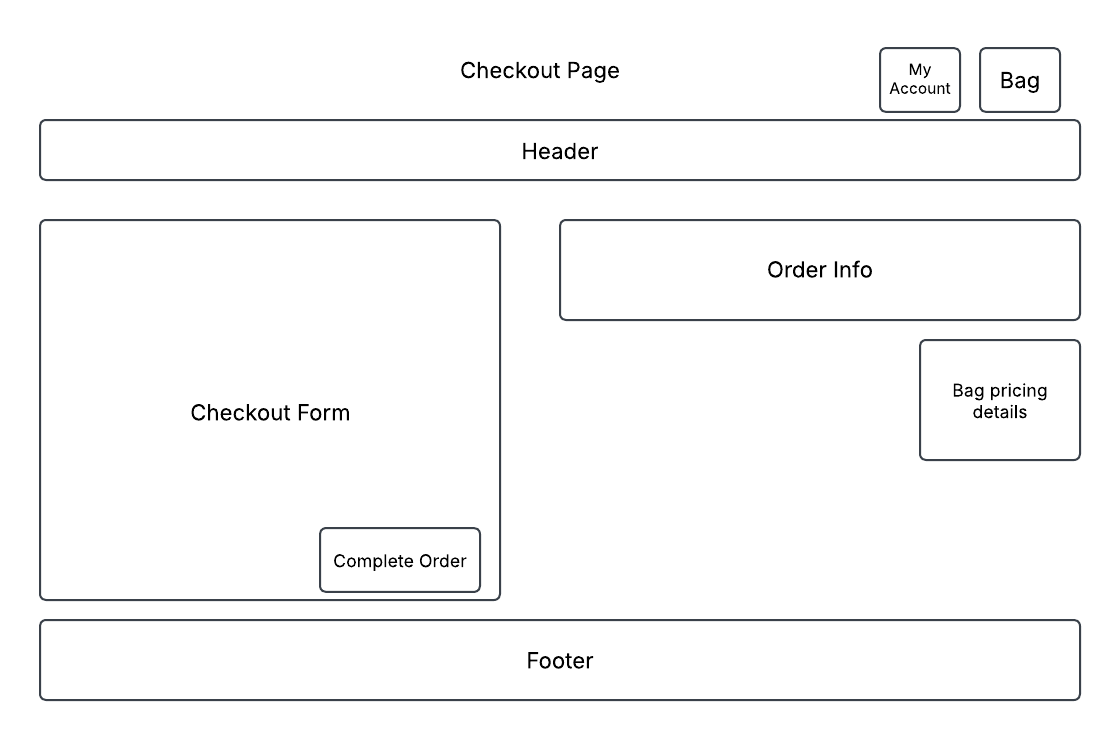 Checkout Page
My
Account
Bag
Header
Order Info
Bag pricing
details
Checkout Form
Complete Order
Footer